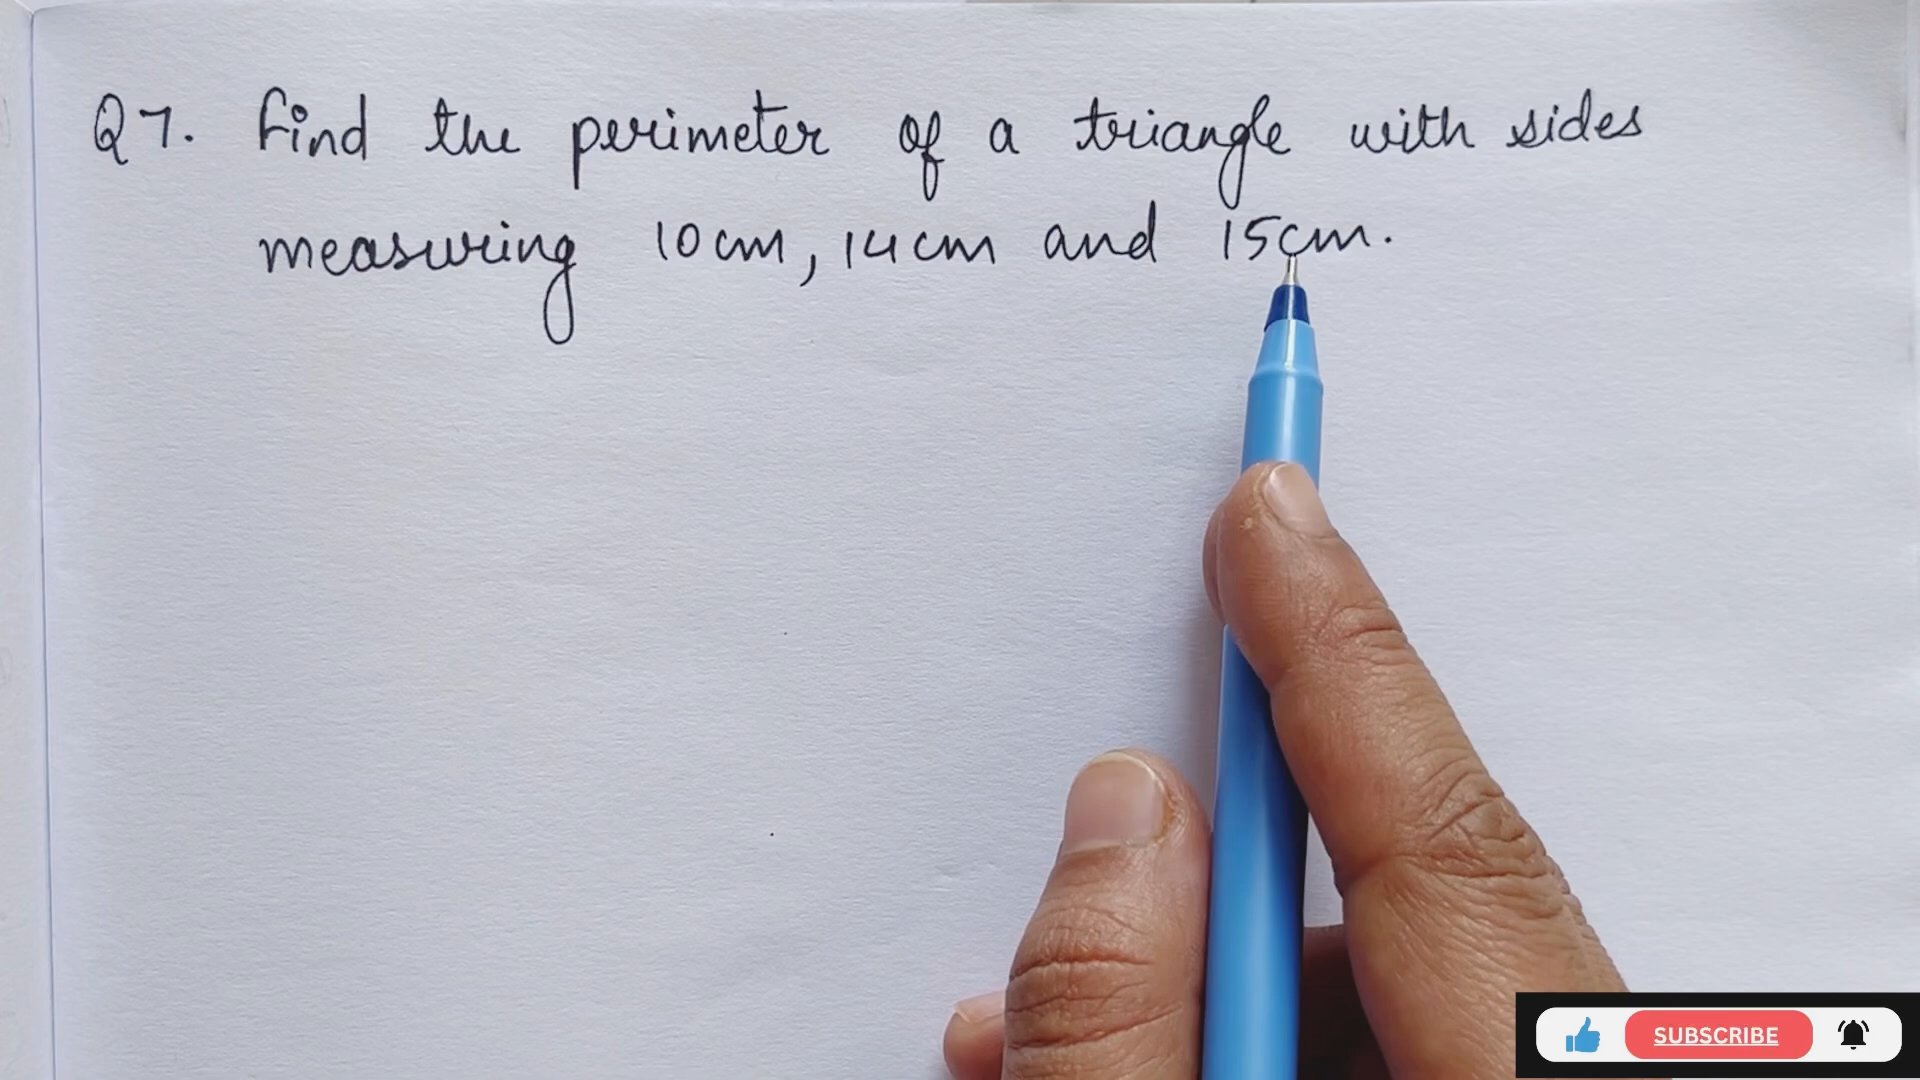 Q7. Find the perimeter of a triangle with sides
measuring 10cm, 14cm and 15cm.
SUBSCRIBE